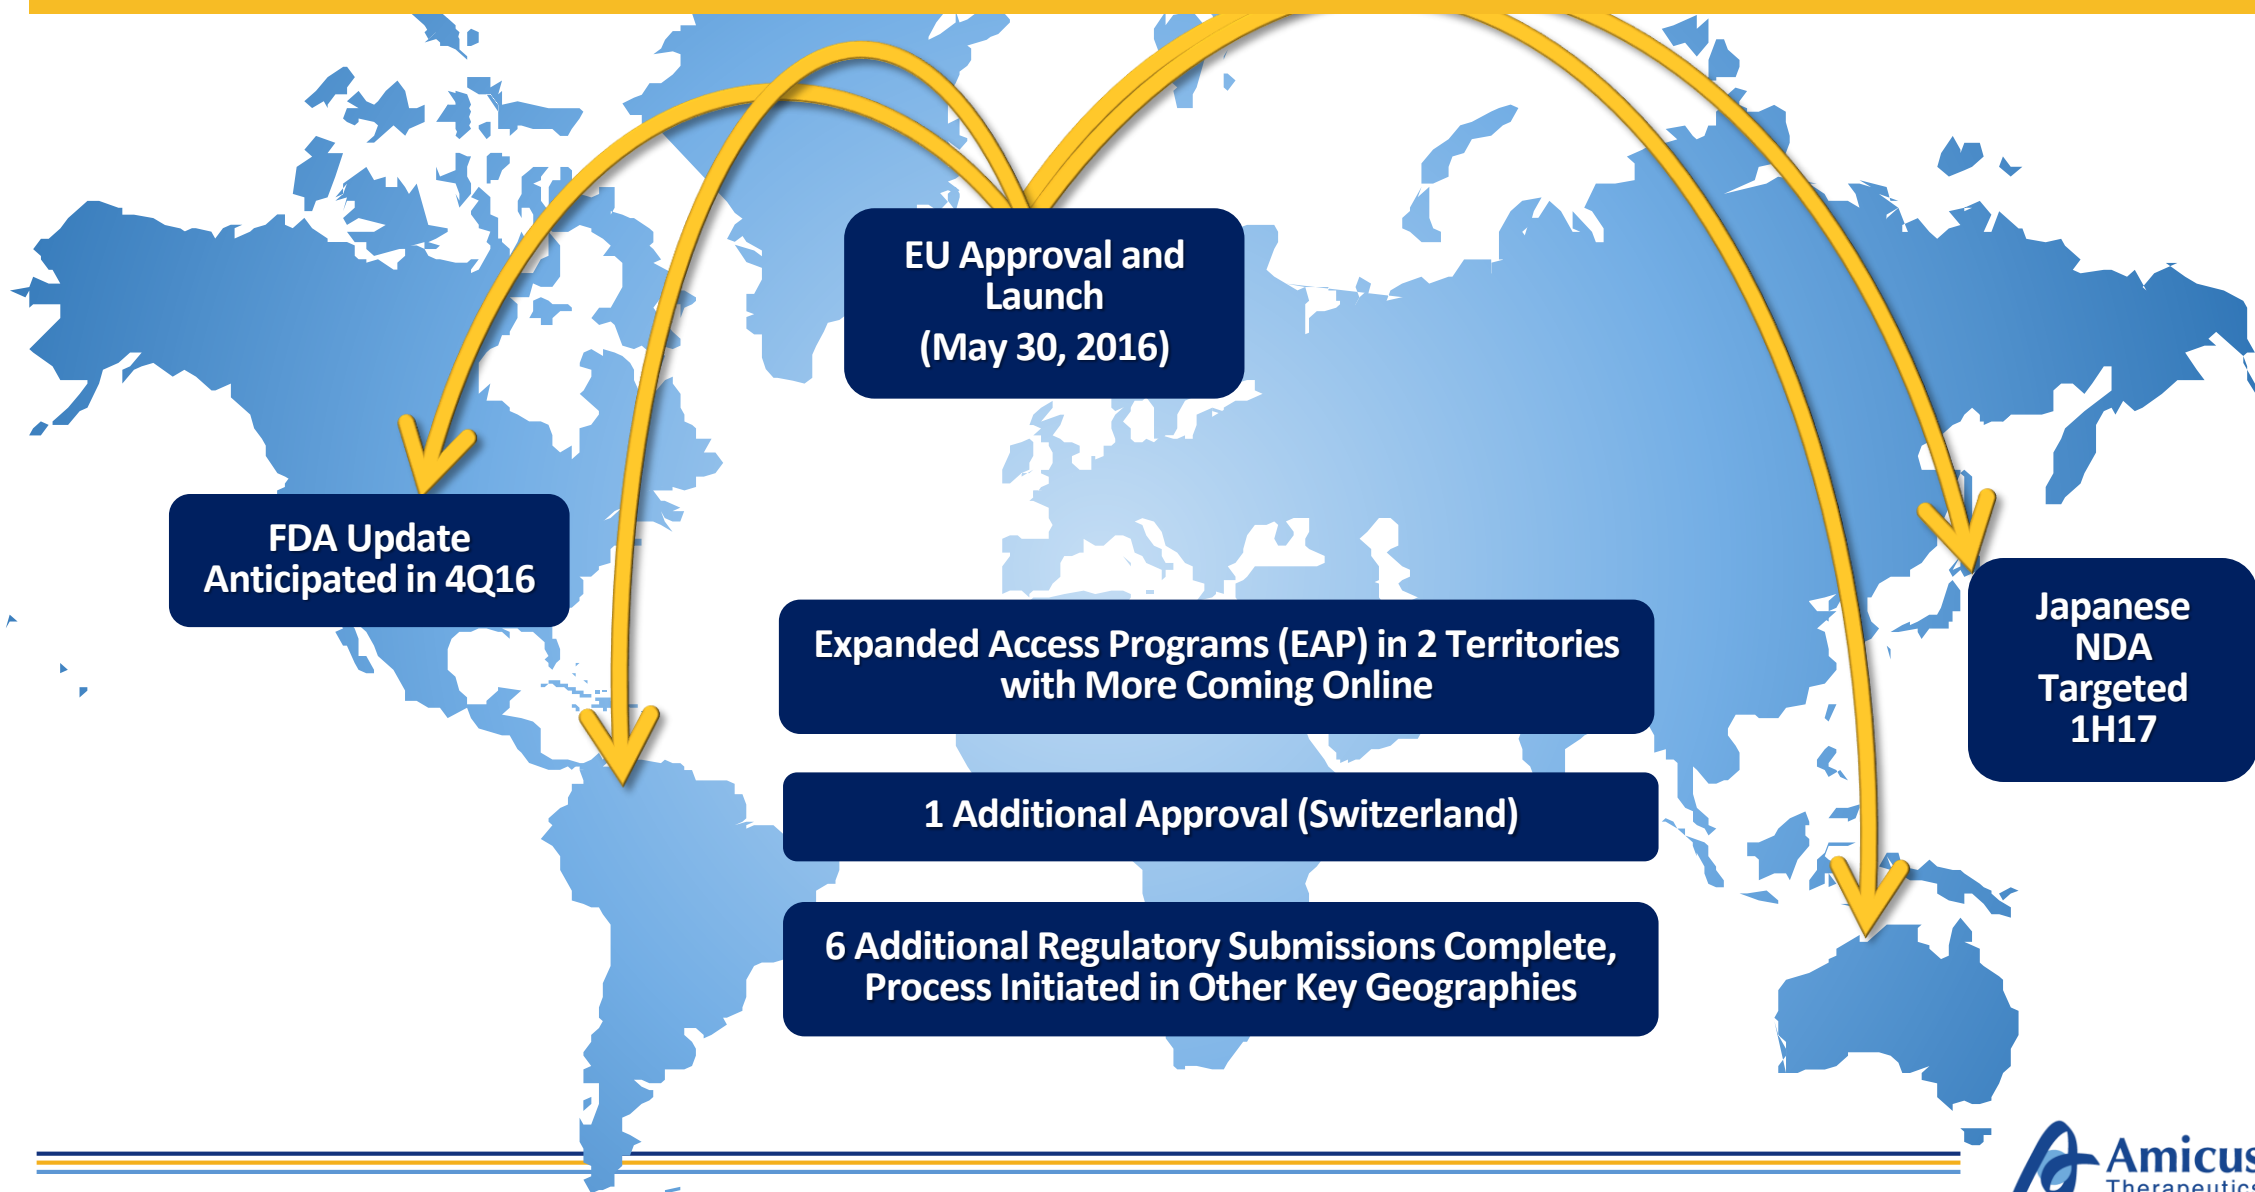 EU Approval and
Launch
(May 30, 2016)
FDA Update
Anticipated in 4Q16
Expanded Access Programs (EAP) in 2 Territories
with More Coming Online
Japanese
NDA
Targeted
1H17
1 Additional Approval (Switzerland)
6 Additional Regulatory Submissions Complete,
Process Initiated in Other Key Geographies
Amicus
Therapeutics